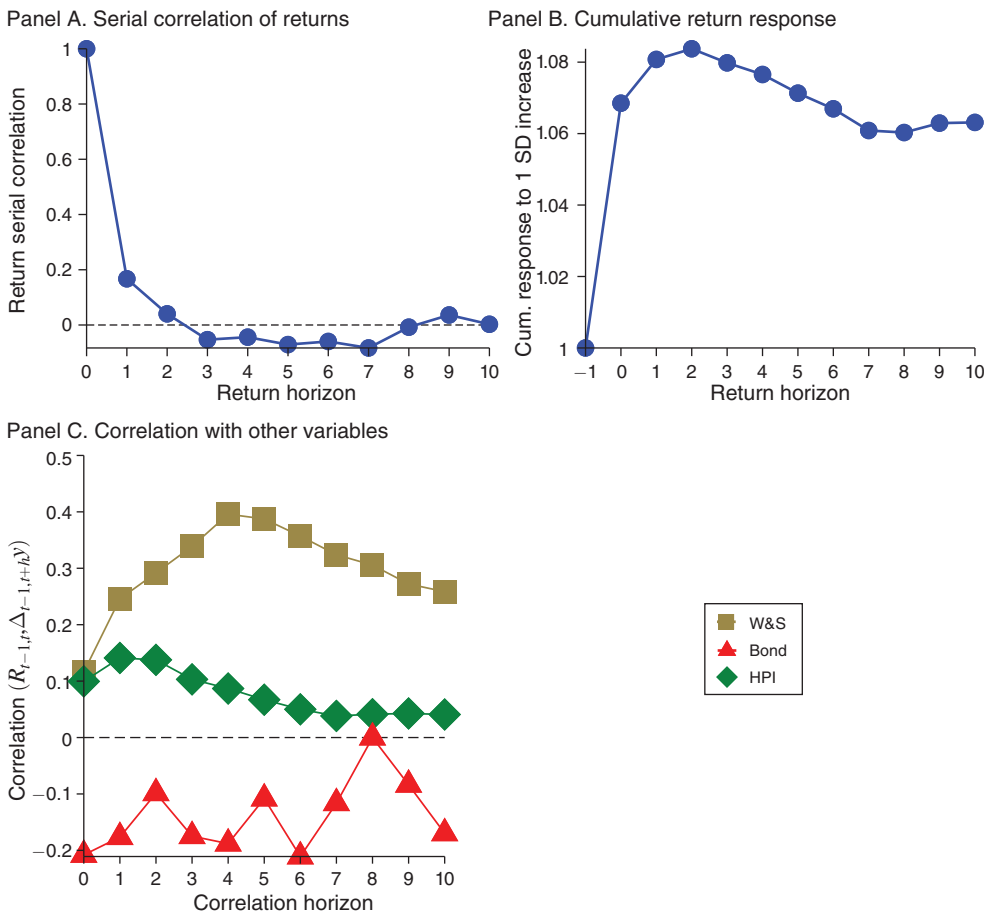 Panel A. Serial correlation of returns
Return serial correlation
1
0.8
0.6
0.4
0.2
0
0 1 2 3 4 5 6 7 8 9 10
Return horizon
Panel B. Cumulative return response
Cum. response to 1 SD increase
1.08
1.06
1.04
1.02
1
−1 0 1 2 3 4 5 6 7 8 9 10
Return horizon
Panel C. Correlation with other variables
Correlation (R_{t−1,t}, Δ_{t−1,t+h}y)
0.5
0.4
0.3
0.2
0.1
0
−0.1
−0.2
0 1 2 3 4 5 6 7 8 9 10
Correlation horizon
W&S
Bond
HPI